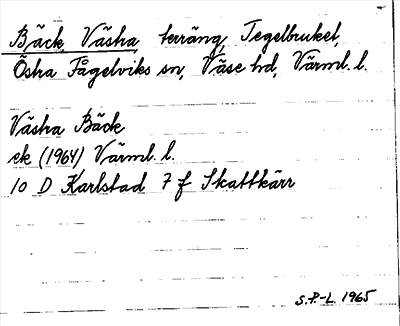 Bäck, Västra, terräng, Tegelbruket,
Östra Fågelviks sn, Väse hd, Värml. l.
Västra Bäck
ek (1964) Värml. l.
10 D Karlstad 7 f Skattkärr
S.P.-L. 1965